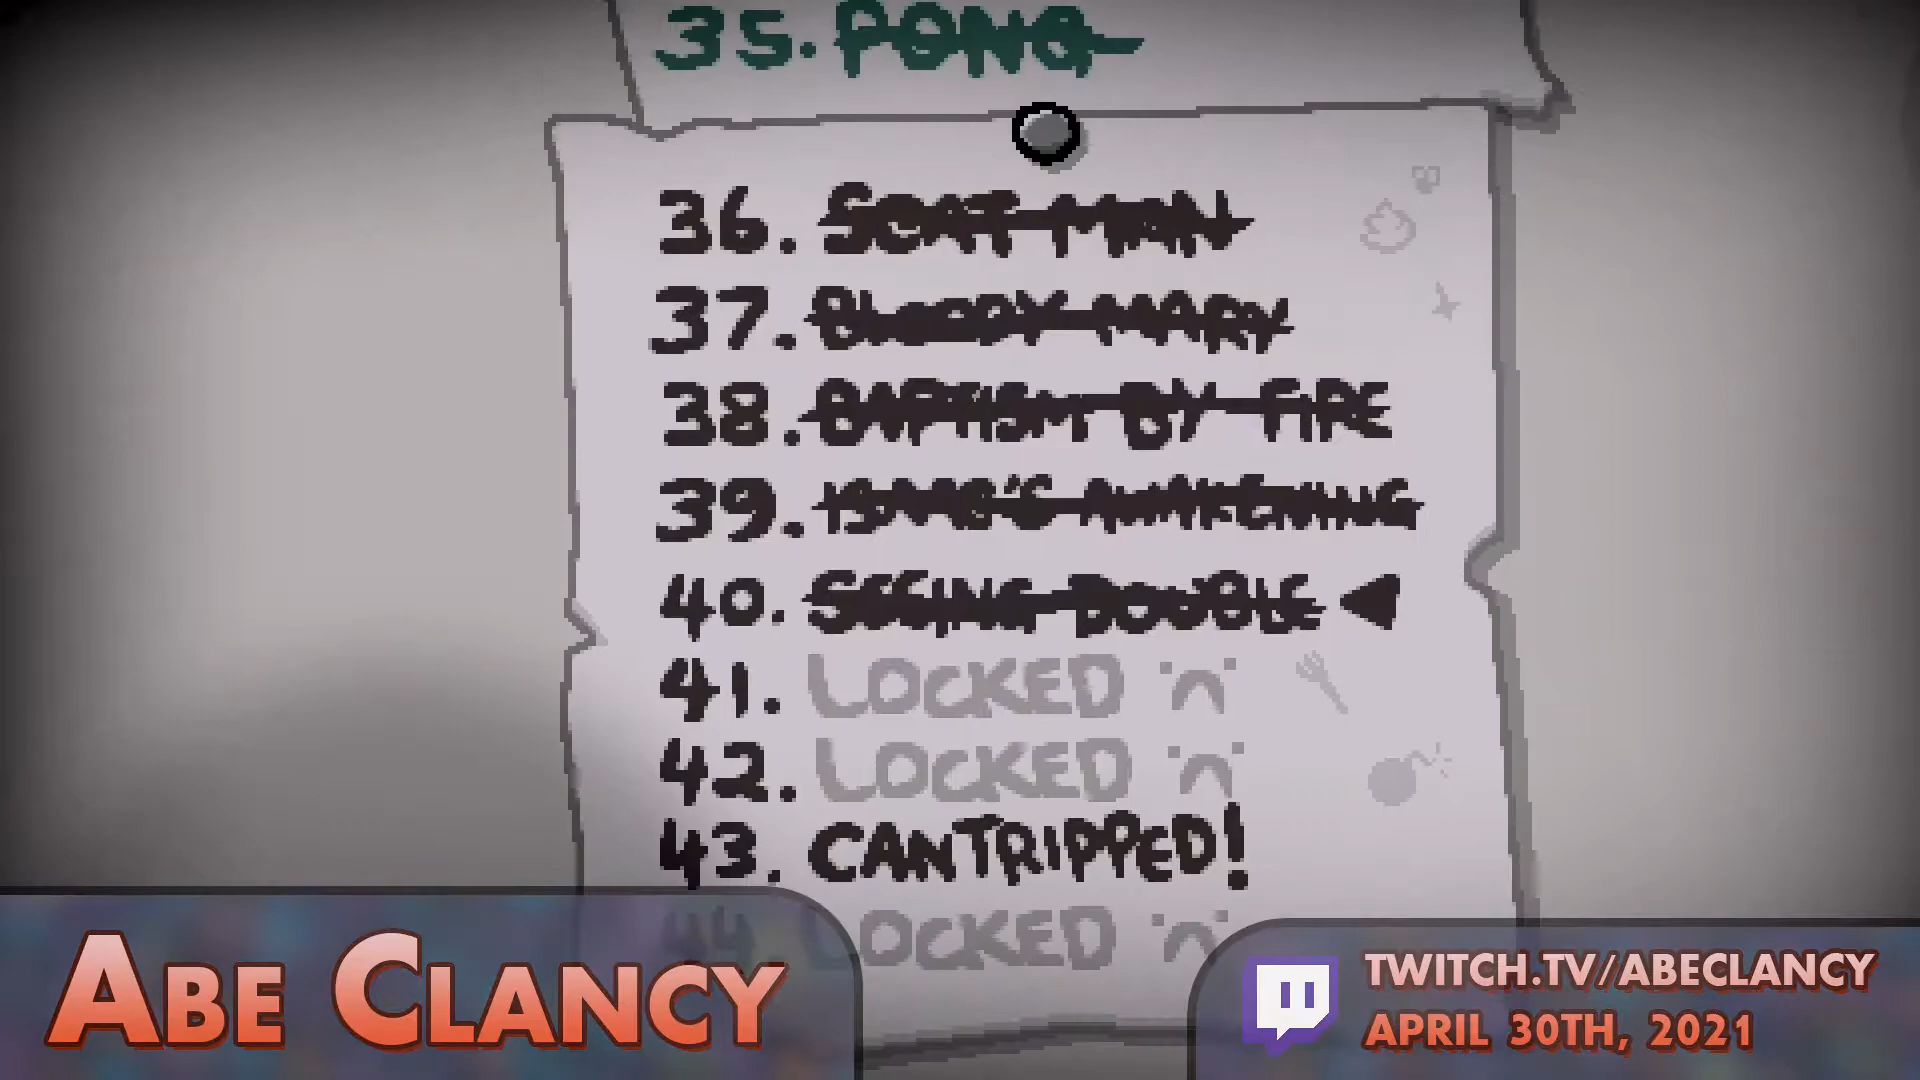 35. PONG
36. SCAT MAN
37. BLOODY MARY
38. BAPTISM BY FIRE
39. ISAAC'S AWAKENING
40. SEEING DOUBLE
41. LOCKED
42. LOCKED
43. CANTRIPPED!
44 LOCKED
ABE CLANCY
TWITCH.TV/ABECLANCY
APRIL 30TH, 2021